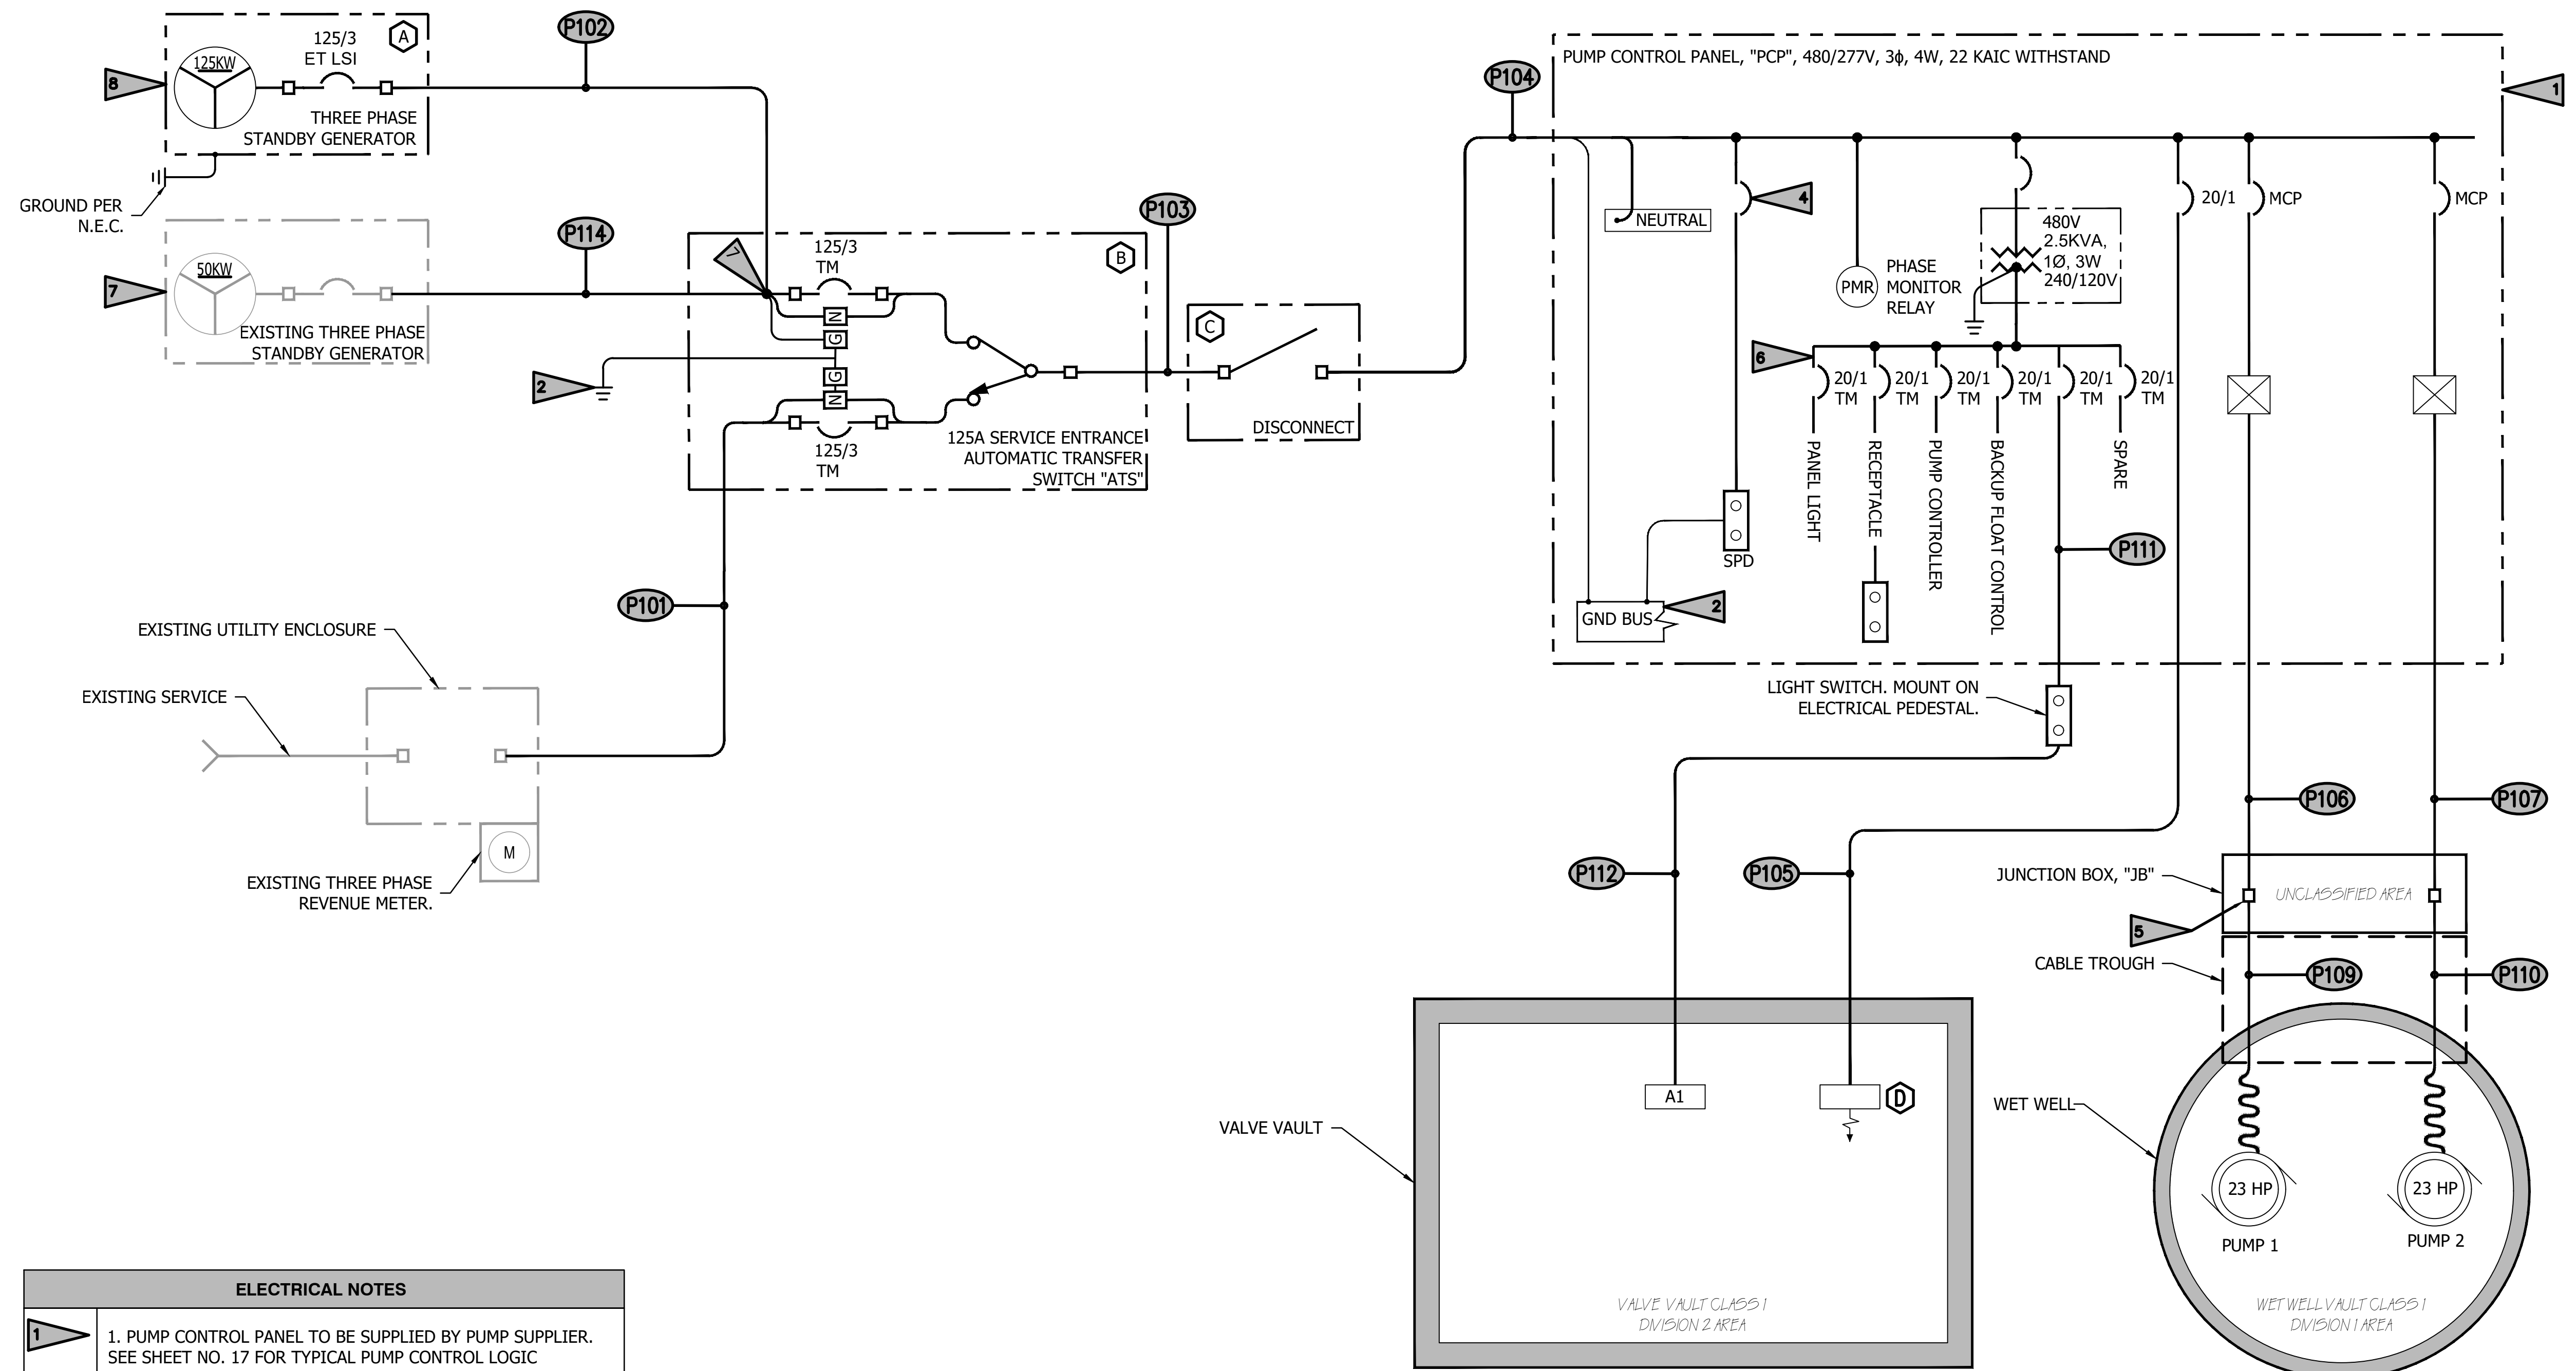 P102
125/3
ET LSI
A
125KW
8
THREE PHASE
STANDBY GENERATOR
GROUND PER
N.E.C.
P114
50KW
7
EXISTING THREE PHASE
STANDBY GENERATOR
7
125/3
TM
B
N
G
2
G
N
125/3
TM
125A SERVICE ENTRANCE
AUTOMATIC TRANSFER
SWITCH "ATS"
P103
C
DISCONNECT
P104
P101
EXISTING UTILITY ENCLOSURE
EXISTING SERVICE
M
EXISTING THREE PHASE
REVENUE METER.
PUMP CONTROL PANEL, "PCP", 480/277V, 3ϕ, 4W, 22 KAIC WITHSTAND
1
NEUTRAL
4
PMR
PHASE
MONITOR
RELAY
480V
2.5KVA,
1Ø, 3W
240/120V
20/1
MCP
MCP
6
20/1
TM
20/1
TM
20/1
TM
20/1
TM
20/1
TM
20/1
TM
PANEL LIGHT
RECEPTACLE
PUMP CONTROLLER
BACKUP FLOAT CONTROL
SPARE
SPD
GND BUS
2
P111
LIGHT SWITCH. MOUNT ON
ELECTRICAL PEDESTAL.
P106
P107
P112
P105
JUNCTION BOX, "JB"
UNCLASSIFIED AREA
5
CABLE TROUGH
P109
P110
A1
D
VALVE VAULT
WET WELL
23 HP
23 HP
PUMP 1
PUMP 2
VALVE VAULT CLASS 1
DIVISION 2 AREA
WET WELL VAULT CLASS 1
DIVISION 1 AREA
ELECTRICAL NOTES
1
1. PUMP CONTROL PANEL TO BE SUPPLIED BY PUMP SUPPLIER.
SEE SHEET NO. 17 FOR TYPICAL PUMP CONTROL LOGIC